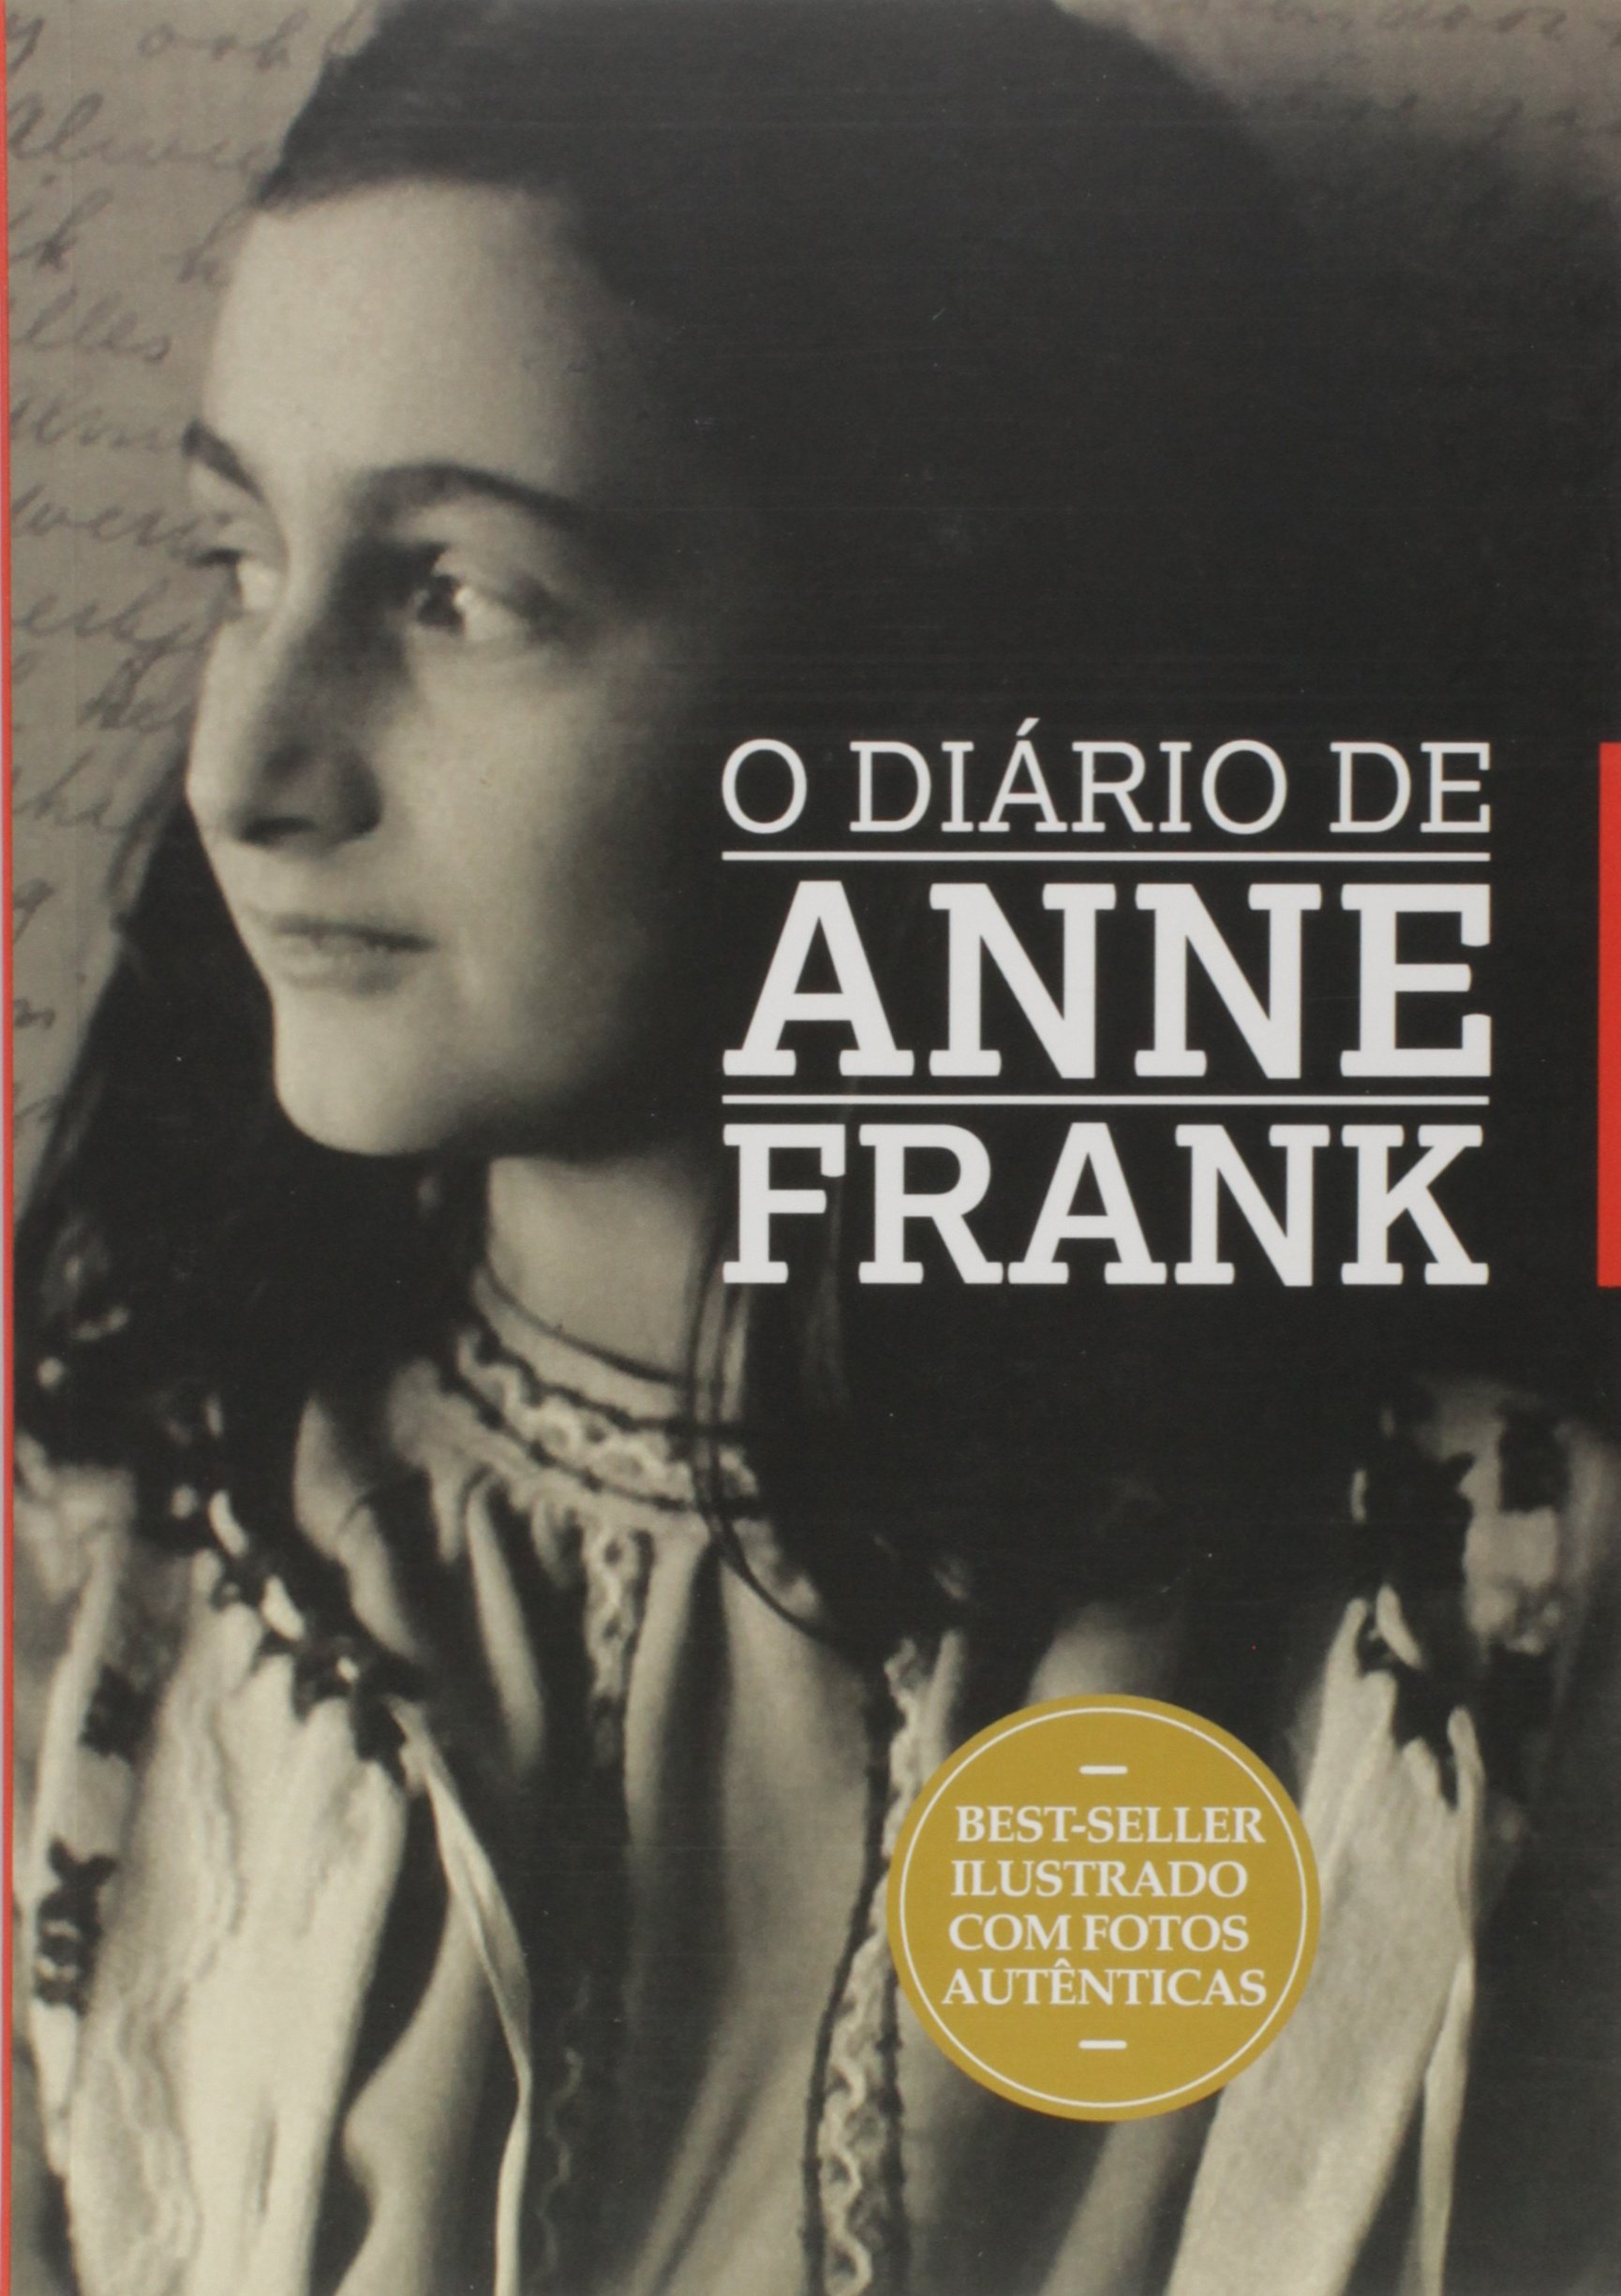 O DIÁRIO DE
ANNE
FRANK
BEST-SELLER
ILUSTRADO
COM FOTOS
AUTÊNTICAS